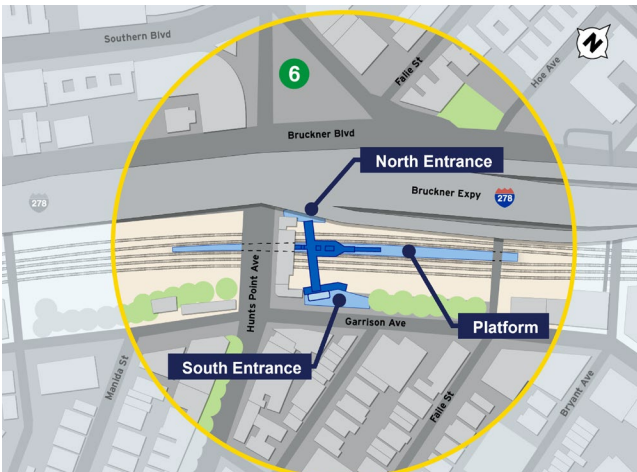 Southern Blvd
6
Faile St
Hoe Ave
N
Bruckner Blvd
North Entrance
Bruckner Expy
278
278
Hunts Point Ave
Platform
Garrison Ave
South Entrance
Manida St
Faile St
Bryant Ave